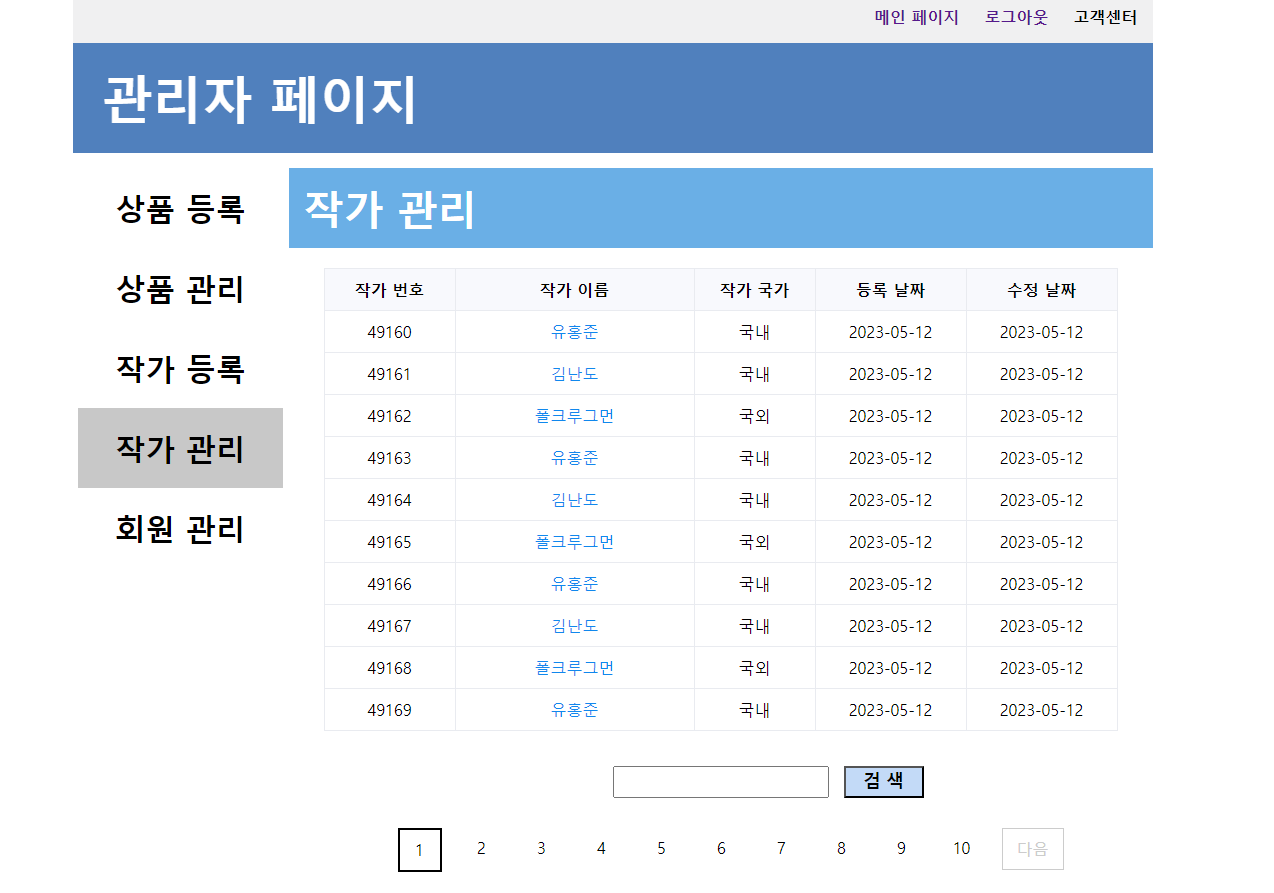 메인 페이지 로그아웃 고객센터
관리자 페이지
상품 등록
상품 관리
작가 등록
작가 관리
회원 관리
작가 관리
작가 번호 작가 이름 작가 국가 등록 날짜 수정 날짜
49160 유홍준 국내 2023-05-12 2023-05-12
49161 김난도 국내 2023-05-12 2023-05-12
49162 폴크루그먼 국외 2023-05-12 2023-05-12
49163 유홍준 국내 2023-05-12 2023-05-12
49164 김난도 국내 2023-05-12 2023-05-12
49165 폴크루그먼 국외 2023-05-12 2023-05-12
49166 유홍준 국내 2023-05-12 2023-05-12
49167 김난도 국내 2023-05-12 2023-05-12
49168 폴크루그먼 국외 2023-05-12 2023-05-12
49169 유홍준 국내 2023-05-12 2023-05-12
검 색
1 2 3 4 5 6 7 8 9 10 다음